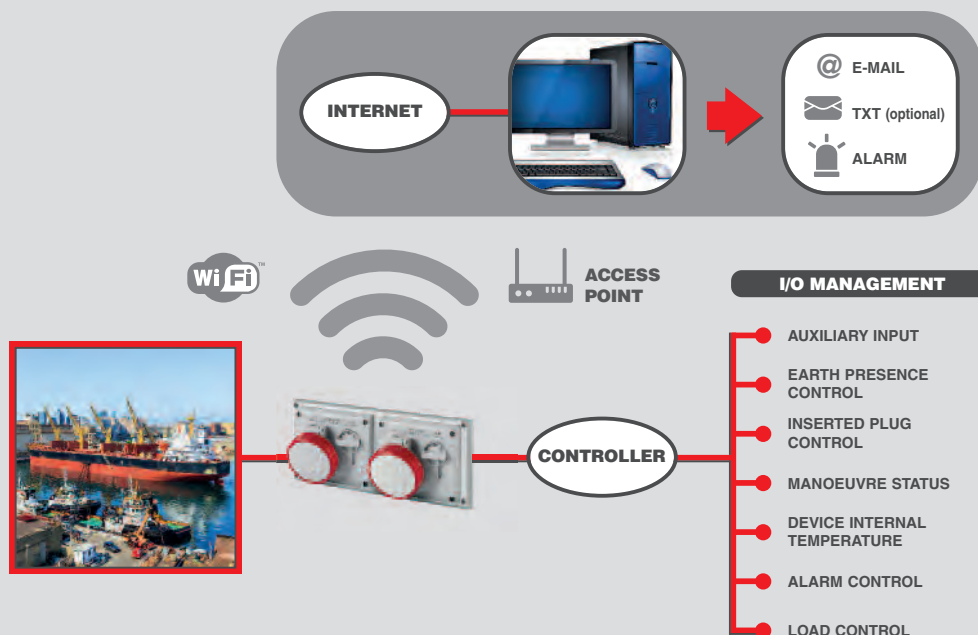 INTERNET
@ E-MAIL
TXT (optional)
ALARM
Wi Fi™
ACCESS
POINT
I/O MANAGEMENT
AUXILIARY INPUT
EARTH PRESENCE
CONTROL
INSERTED PLUG
CONTROL
CONTROLLER
MANOEUVRE STATUS
DEVICE INTERNAL
TEMPERATURE
ALARM CONTROL
LOAD CONTROL